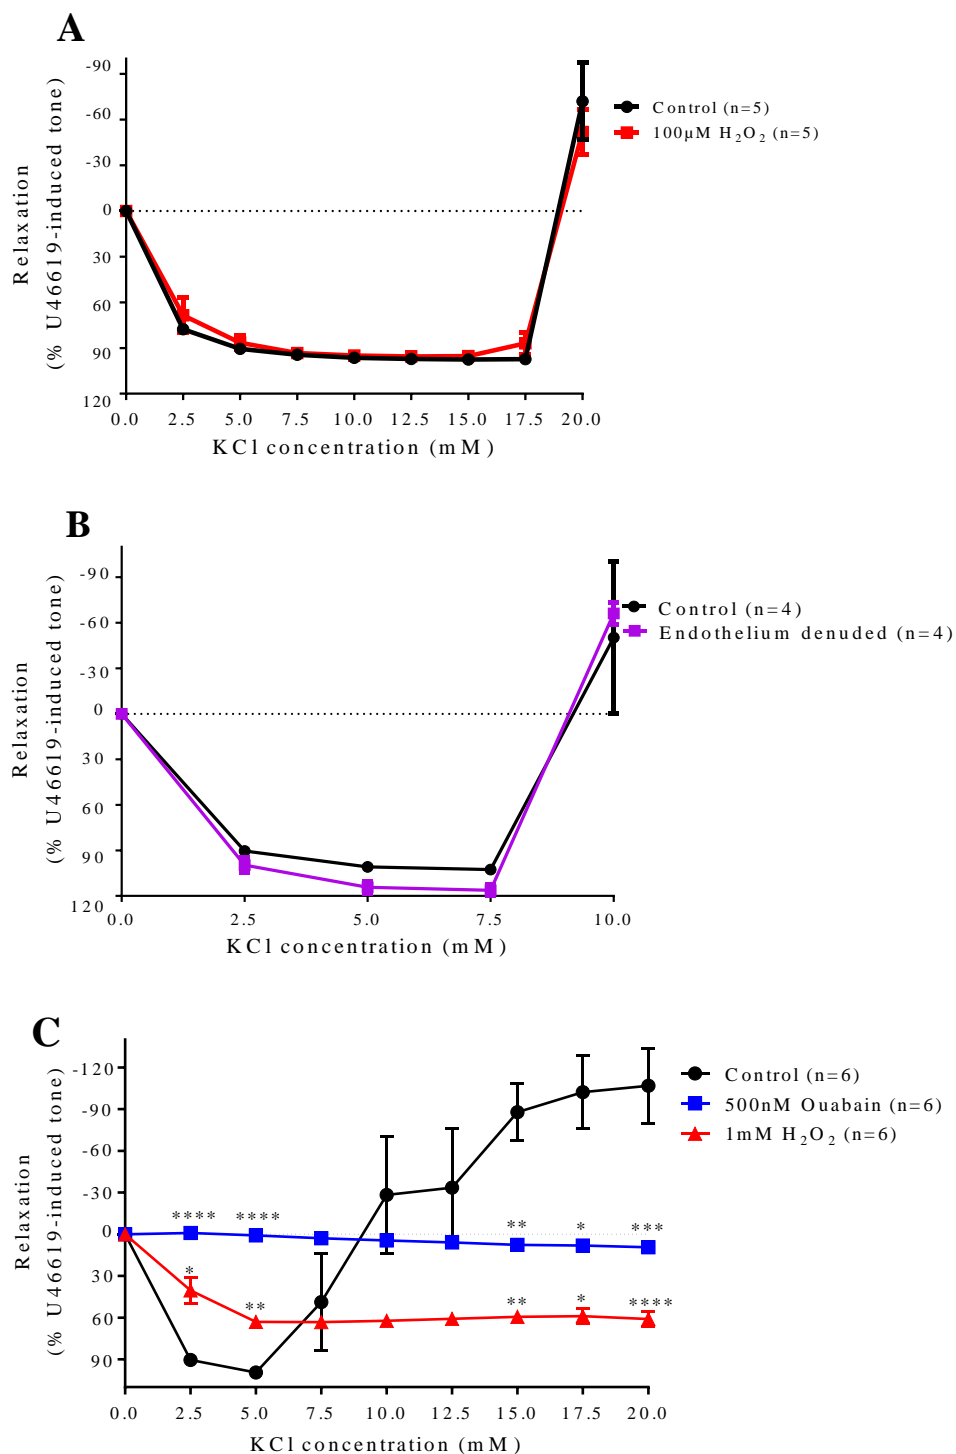 A
Relaxation
(% U46619-induced tone)
-90
-60
-30
0
30
60
90
120
0.0 2.5 5.0 7.5 10.0 12.5 15.0 17.5 20.0
KCl concentration (mM)
Control (n=5)
100µM H₂O₂ (n=5)
B
Relaxation
(% U46619-induced tone)
-90
-60
-30
0
30
60
90
120
0.0 2.5 5.0 7.5 10.0
KCl concentration (mM)
Control (n=4)
Endothelium denuded (n=4)
C
Relaxation
(% U46619-induced tone)
-120
-90
-60
-30
0
30
60
90
**** **** ** * ***
* ** ** * ****
0.0 2.5 5.0 7.5 10.0 12.5 15.0 17.5 20.0
KCl concentration (mM)
Control (n=6)
500nM Ouabain (n=6)
1mM H₂O₂ (n=6)